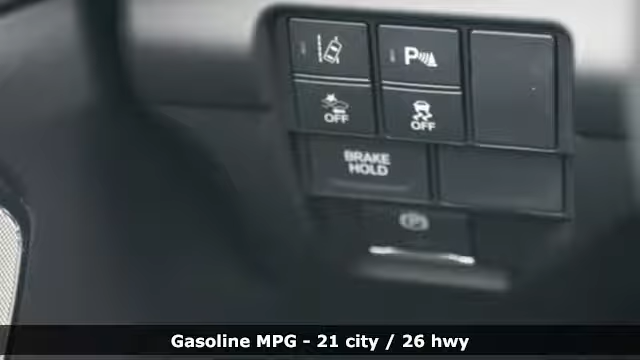 P
OFF
OFF
BRAKE
HOLD
P
Gasoline MPG - 21 city / 26 hwy